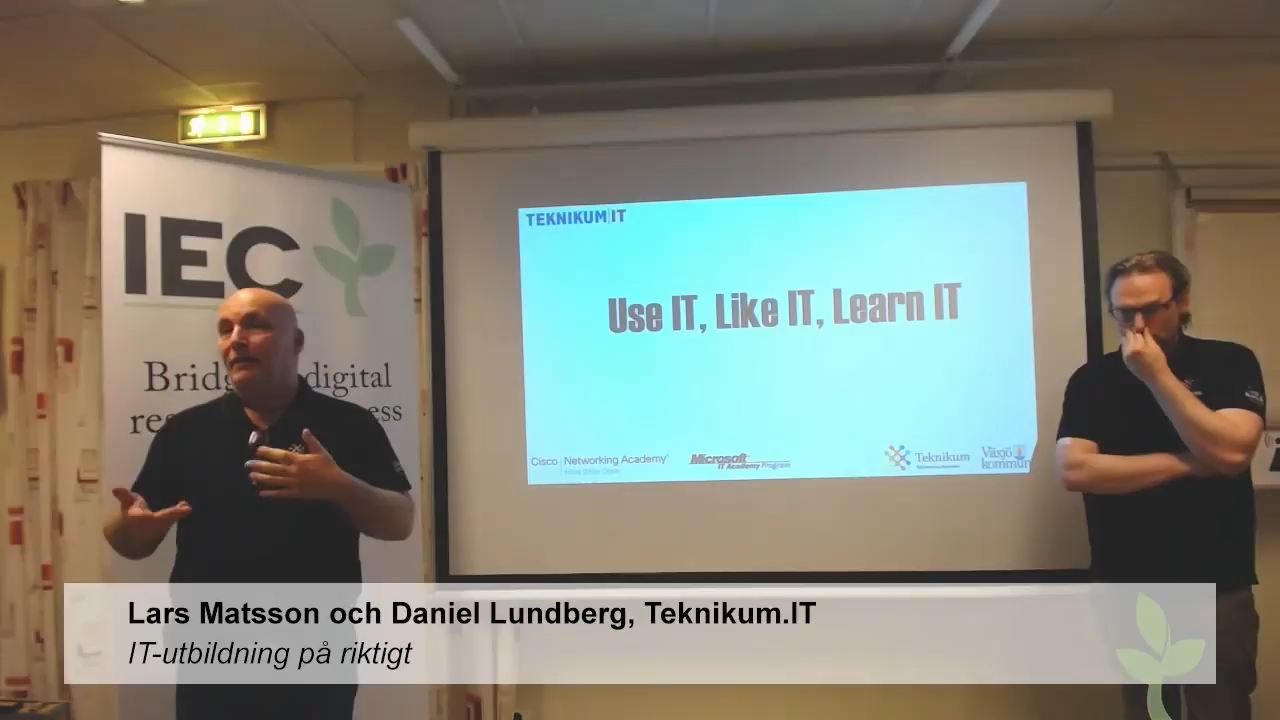 IEC
Bridg digital
re ess
TEKNIKUM|IT
Use IT, Like IT, Learn IT
Cisco Networking Academy
Microsoft
IT Academy Program
Teknikum
Växjö
kommun
Lars Matsson och Daniel Lundberg, Teknikum.IT
IT-utbildning på riktigt